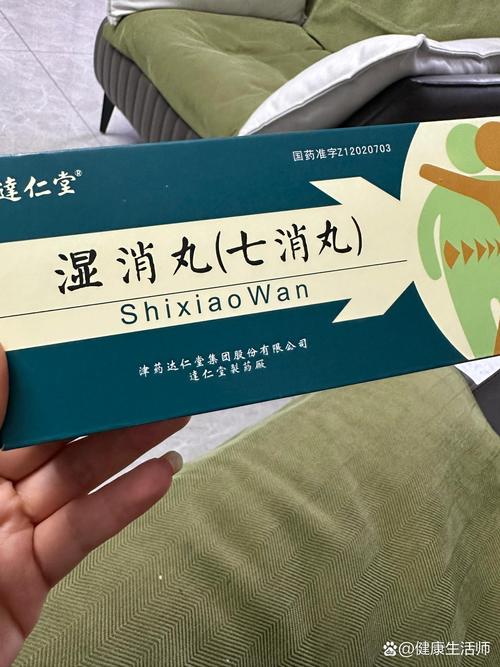 國药准字Z12020703
達仁堂®
湿消丸(七消丸)
ShixiaoWan
津药达仁堂集团股份有限公司
達仁堂製药厰
@健康生活师